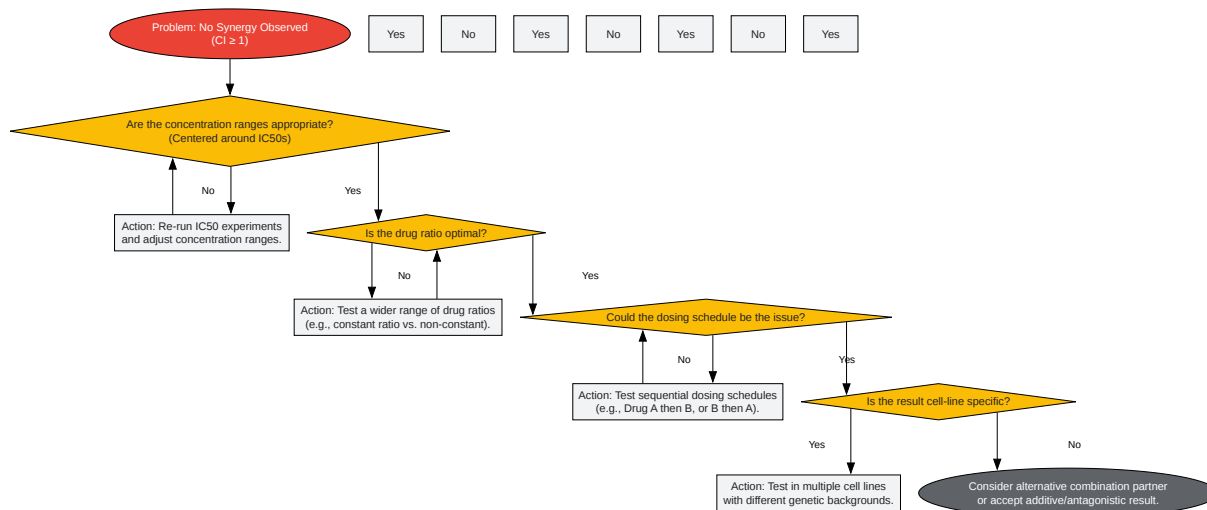 Problem: No Synergy Observed
(CI ≥ 1)
Yes
No
Yes
No
Yes
No
Yes
Are the concentration ranges appropriate?
(Centered around IC50s)
No
Yes
Action: Re-run IC50 experiments
and adjust concentration ranges.
Is the drug ratio optimal?
No
Yes
Action: Test a wider range of drug ratios
(e.g., constant ratio vs. non-constant).
Could the dosing schedule be the issue?
No
Yes
Action: Test sequential dosing schedules
(e.g., Drug A then B, or B then A).
Is the result cell-line specific?
Yes
No
Action: Test in multiple cell lines
with different genetic backgrounds.
Consider alternative combination partner
or accept additive/antagonistic result.